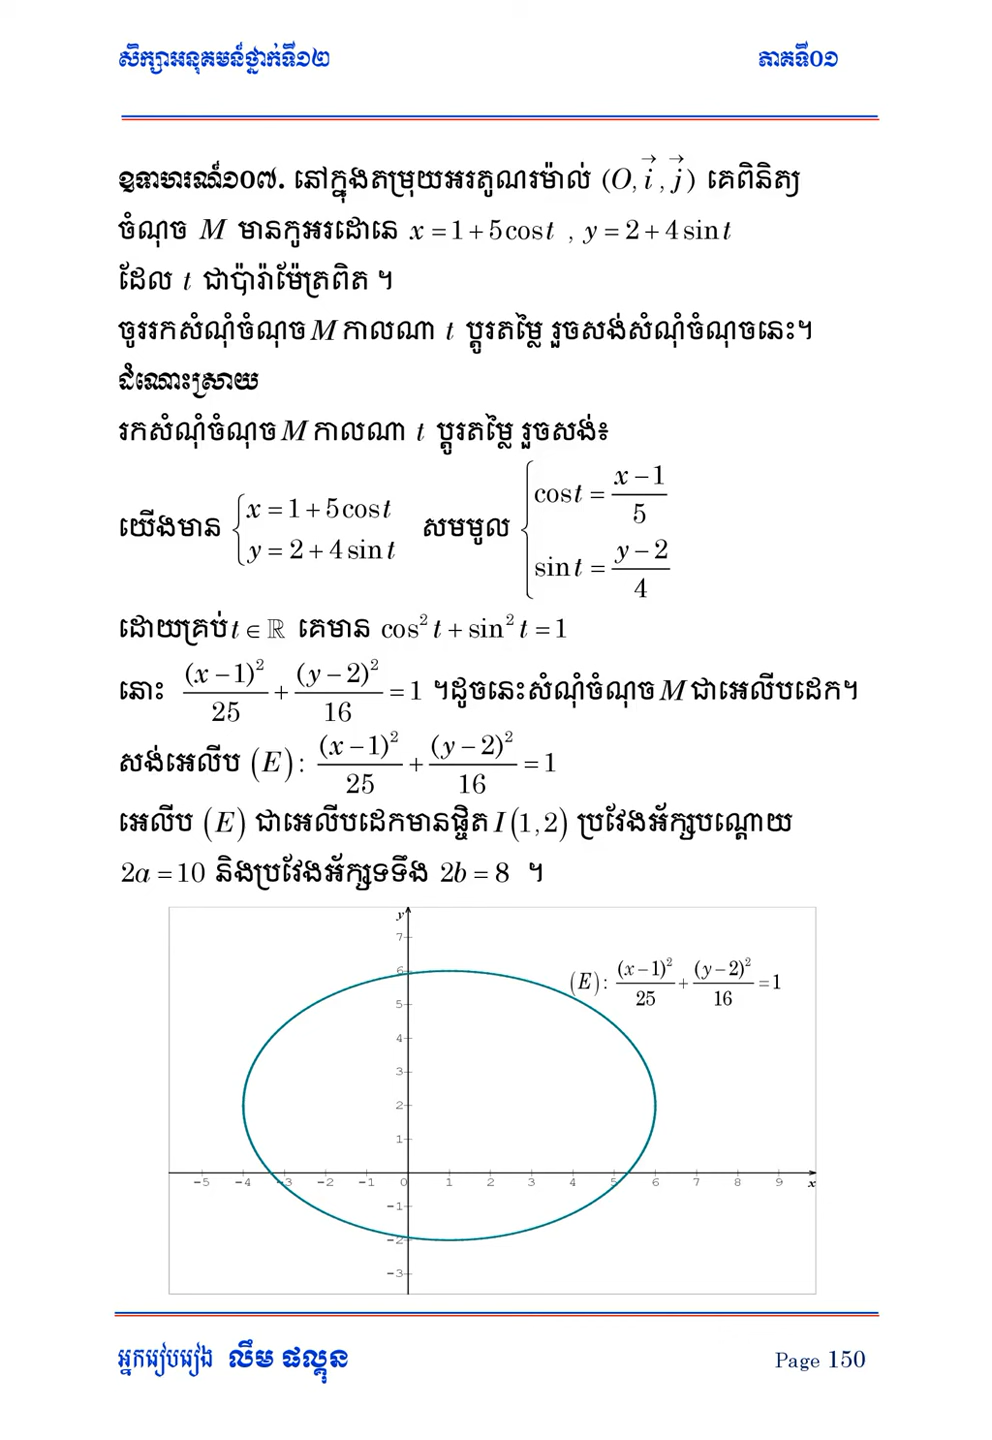 សិក្សាអនុគមន៍ថ្នាក់ទី១២ ភាគទី០១
ឧទាហរណ៍១០៧. នៅក្នុងតម្រុយអរតូណរម៉ាល់ (O, i⃗, j⃗) គេពិនិត្យ
ចំណុច M មានកូអរដោនេ x = 1 + 5cos t , y = 2 + 4 sin t
ដែល t ជាប៉ារ៉ាម៉ែត្រពិត ។
ចូររកសំណុំចំណុច M កាលណា t ប្តូរតម្លៃ រួចសង់សំណុំចំណុចនេះ។
ដំណោះស្រាយ
រកសំណុំចំណុច M កាលណា t ប្តូរតម្លៃ រួចសង់៖
យើងមាន { x = 1 + 5cos t ; y = 2 + 4 sin t សមមូល { cos t = (x − 1)/5 ; sin t = (y − 2)/4
ដោយគ្រប់ t ∈ ℝ គេមាន cos² t + sin² t = 1
នោះ (x − 1)²/25 + (y − 2)²/16 = 1 ។ដូចនេះសំណុំចំណុច M ជាអេលីបដេក។
សង់អេលីប (E): (x − 1)²/25 + (y − 2)²/16 = 1
អេលីប (E) ជាអេលីបដេកមានផ្ចិត I(1,2) ប្រវែងអ័ក្សបណ្តោយ
2a = 10 និងប្រវែងអ័ក្សទទឹង 2b = 8 ។
y
7
6
(E): (x − 1)²/25 + (y − 2)²/16 = 1
5
4
3
2
1
-5 -4 -3 -2 -1 0 1 2 3 4 5 6 7 8 9 x
-1
-2
-3
អ្នករៀបរៀង លឹម ផល្គុន Page 150